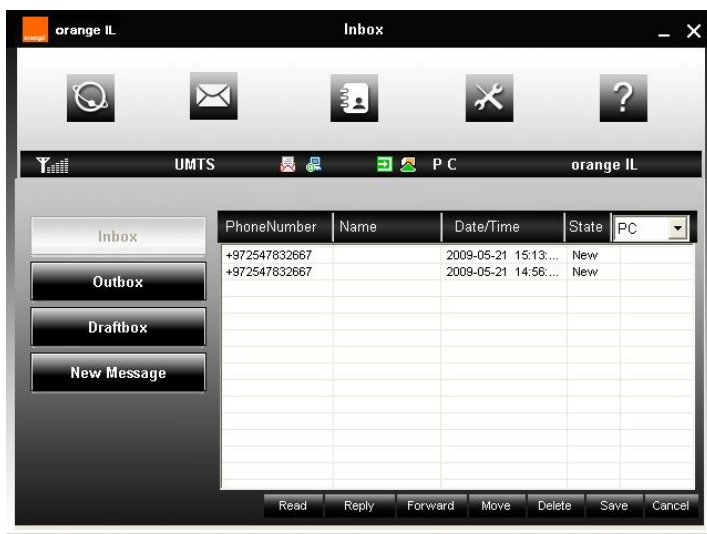 orange IL
Inbox
orange
?
UMTS
P C
orange IL
Inbox
Outbox
Draftbox
New Message
PhoneNumber Name Date/Time State PC
+972547832667 2009-05-21 15:13:... New
+972547832667 2009-05-21 14:56:... New
Read Reply Forward Move Delete Save Cancel